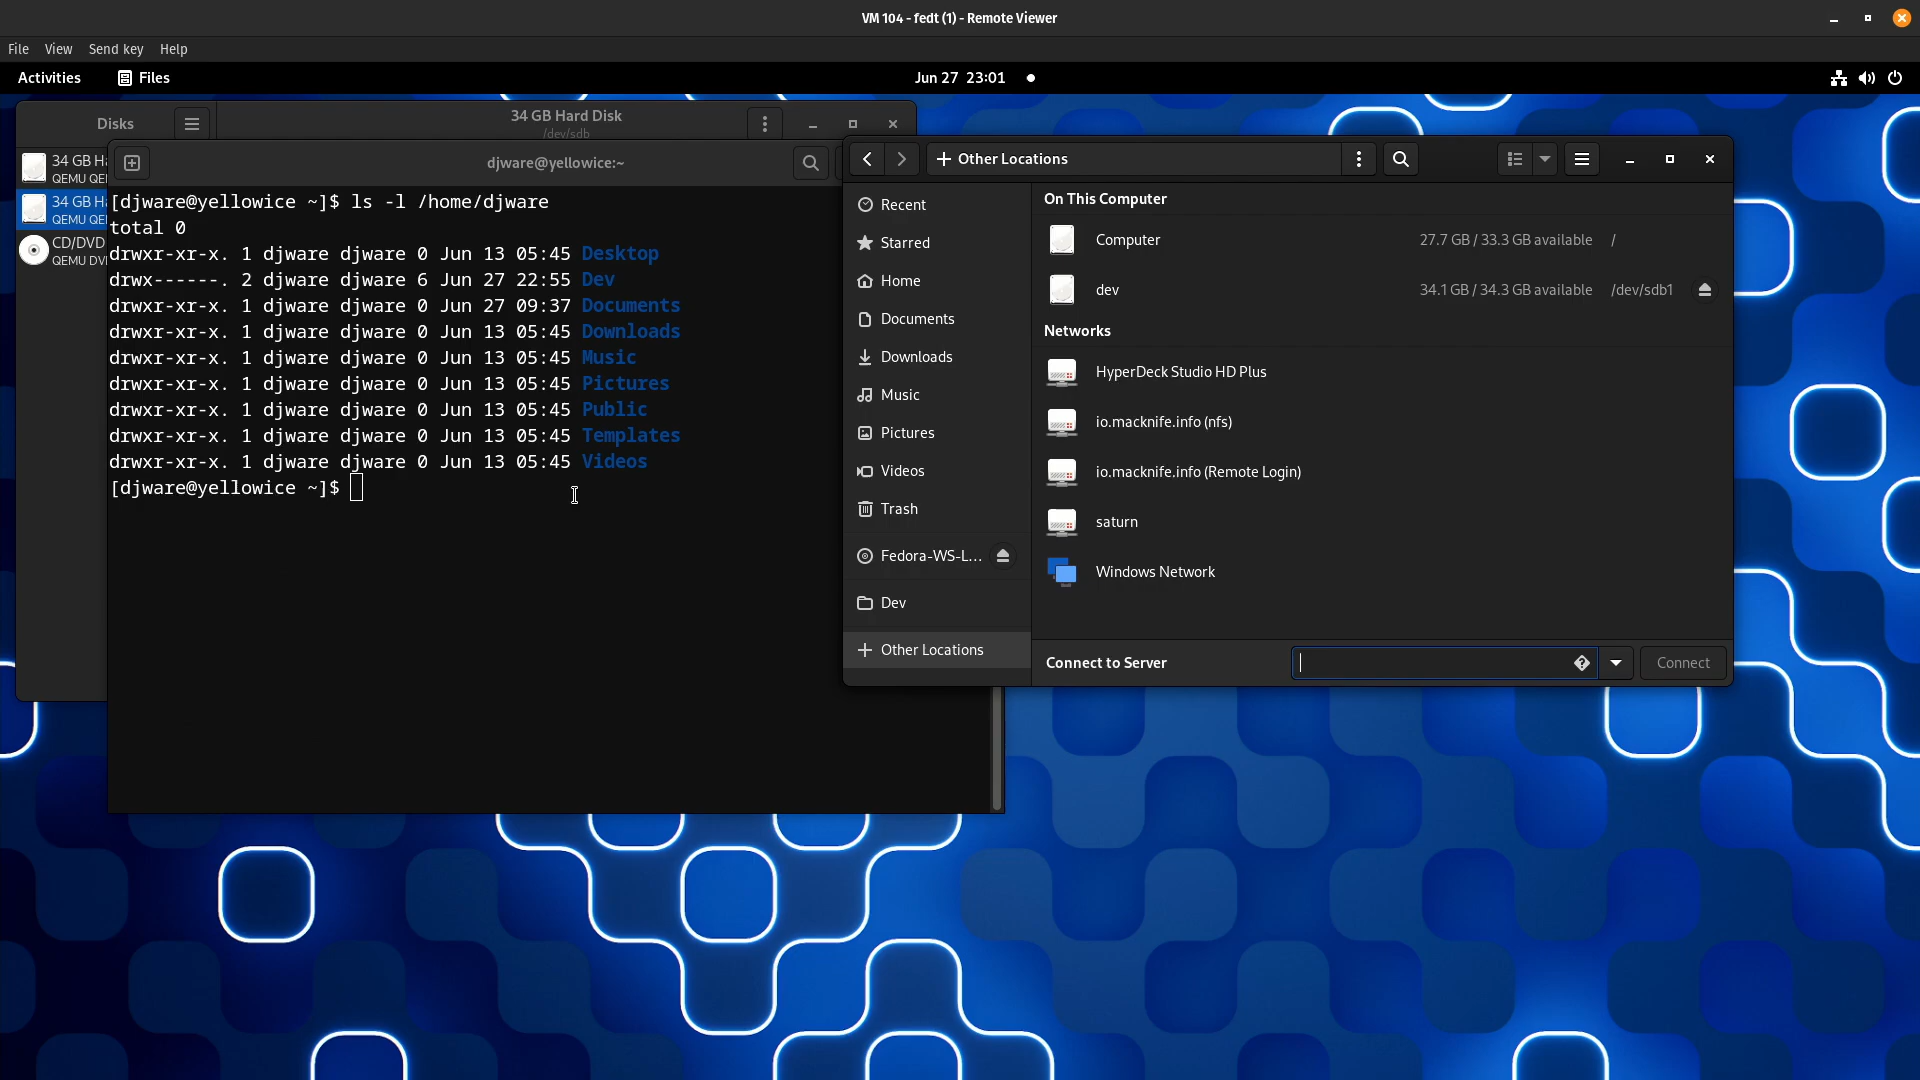 VM 104 - fedt (1) - Remote Viewer
File View Send key Help
Activities Files Jun 27 23:01
Disks
34 GB Hard Disk
/dev/sdb
34 GB Ha
QEMU QE
34 GB Ha
QEMU QE
CD/DVD
QEMU DV
djware@yellowice:~
[djware@yellowice ~]$ ls -l /home/djware
total 0
drwxr-xr-x. 1 djware djware 0 Jun 13 05:45 Desktop
drwx------. 2 djware djware 6 Jun 27 22:55 Dev
drwxr-xr-x. 1 djware djware 0 Jun 27 09:37 Documents
drwxr-xr-x. 1 djware djware 0 Jun 13 05:45 Downloads
drwxr-xr-x. 1 djware djware 0 Jun 13 05:45 Music
drwxr-xr-x. 1 djware djware 0 Jun 13 05:45 Pictures
drwxr-xr-x. 1 djware djware 0 Jun 13 05:45 Public
drwxr-xr-x. 1 djware djware 0 Jun 13 05:45 Templates
drwxr-xr-x. 1 djware djware 0 Jun 13 05:45 Videos
[djware@yellowice ~]$
Other Locations
Recent
Starred
Home
Documents
Downloads
Music
Pictures
Videos
Trash
Fedora-WS-L...
Dev
Other Locations
On This Computer
Computer 27.7 GB / 33.3 GB available /
dev 34.1 GB / 34.3 GB available /dev/sdb1
Networks
HyperDeck Studio HD Plus
io.macknife.info (nfs)
io.macknife.info (Remote Login)
saturn
Windows Network
Connect to Server Connect